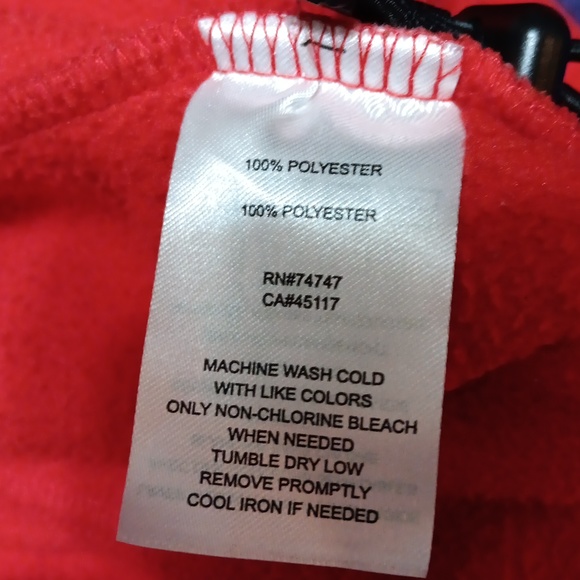 100% POLYESTER
100% POLYESTER
RN#74747
CA#45117
MACHINE WASH COLD
WITH LIKE COLORS
ONLY NON-CHLORINE BLEACH
WHEN NEEDED
TUMBLE DRY LOW
REMOVE PROMPTLY
COOL IRON IF NEEDED